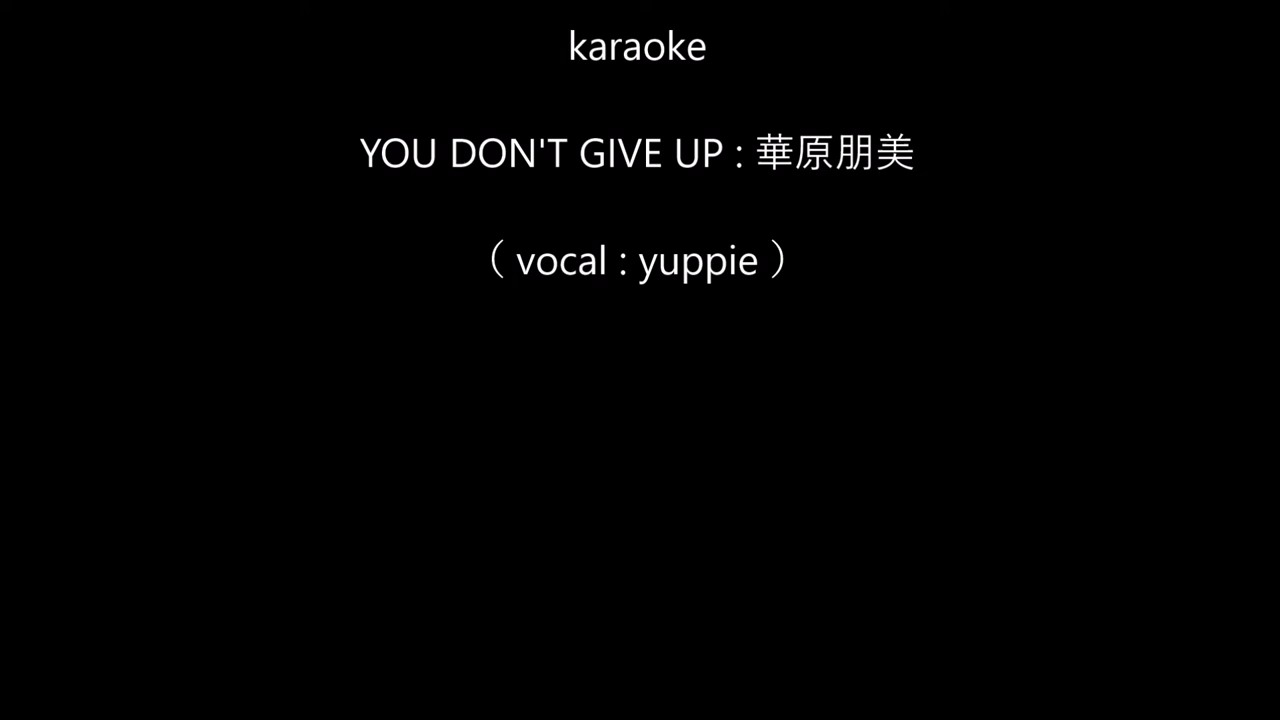 karaoke
YOU DON'T GIVE UP : 華原朋美
（ vocal : yuppie ）